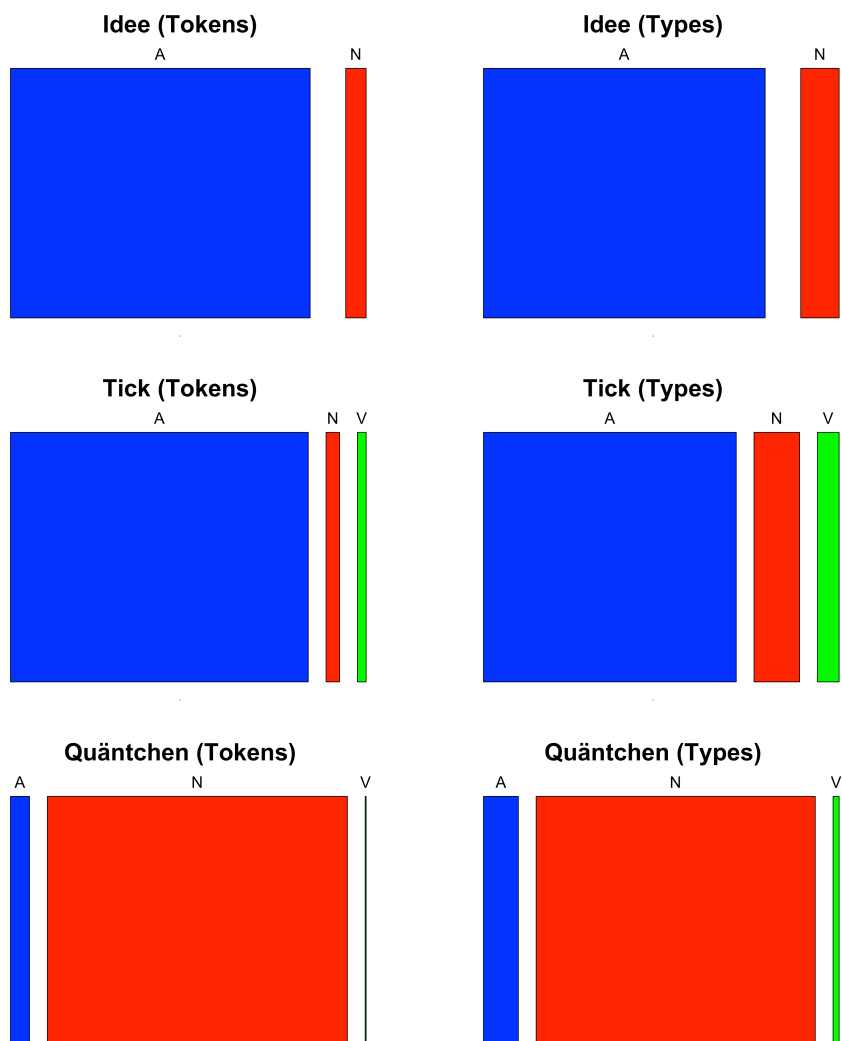 Idee (Tokens)
A N
Idee (Types)
A N
Tick (Tokens)
A N V
Tick (Types)
A N V
Quäntchen (Tokens)
A N V
Quäntchen (Types)
A N V